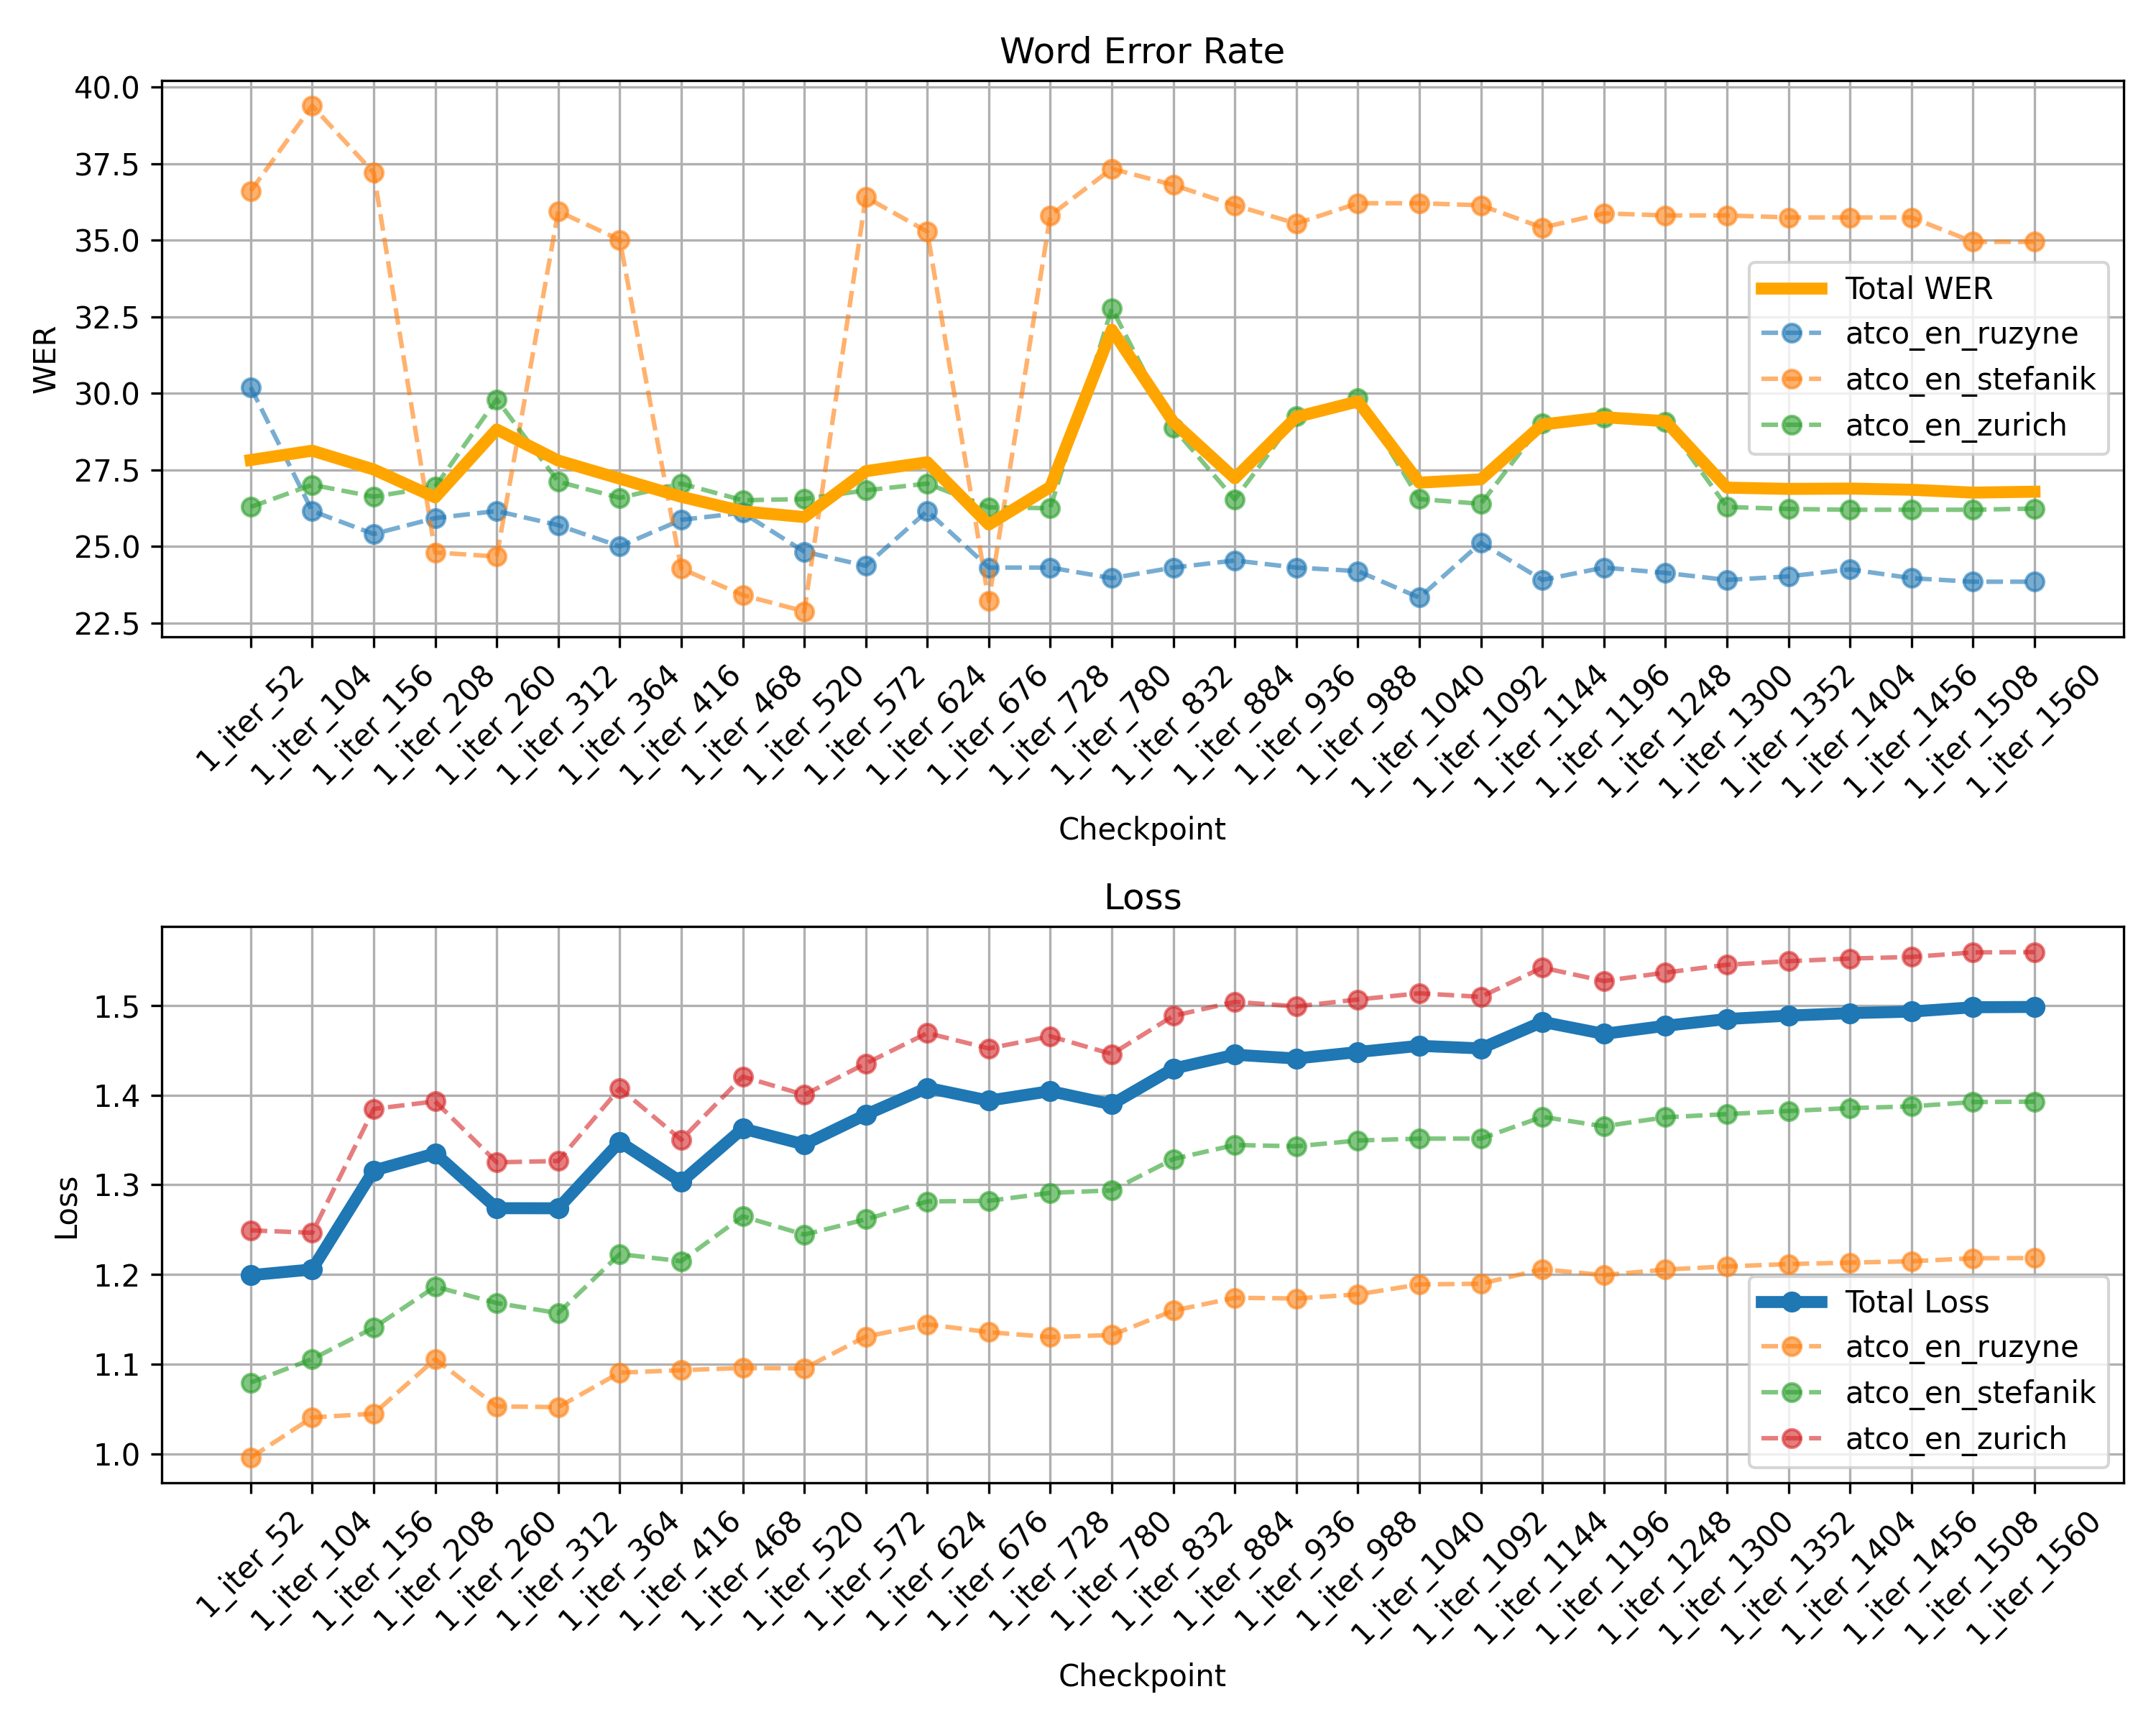 Word Error Rate
WER
40.0
37.5
35.0
32.5
30.0
27.5
25.0
22.5
Total WER
atco_en_ruzyne
atco_en_stefanik
atco_en_zurich
1_iter_52
1_iter_104
1_iter_156
1_iter_208
1_iter_260
1_iter_312
1_iter_364
1_iter_416
1_iter_468
1_iter_520
1_iter_572
1_iter_624
1_iter_676
1_iter_728
1_iter_780
1_iter_832
1_iter_884
1_iter_936
1_iter_988
1_iter_1040
1_iter_1092
1_iter_1144
1_iter_1196
1_iter_1248
1_iter_1300
1_iter_1352
1_iter_1404
1_iter_1456
1_iter_1508
1_iter_1560
Checkpoint
Loss
Loss
1.5
1.4
1.3
1.2
1.1
1.0
Total Loss
atco_en_ruzyne
atco_en_stefanik
atco_en_zurich
1_iter_52
1_iter_104
1_iter_156
1_iter_208
1_iter_260
1_iter_312
1_iter_364
1_iter_416
1_iter_468
1_iter_520
1_iter_572
1_iter_624
1_iter_676
1_iter_728
1_iter_780
1_iter_832
1_iter_884
1_iter_936
1_iter_988
1_iter_1040
1_iter_1092
1_iter_1144
1_iter_1196
1_iter_1248
1_iter_1300
1_iter_1352
1_iter_1404
1_iter_1456
1_iter_1508
1_iter_1560
Checkpoint